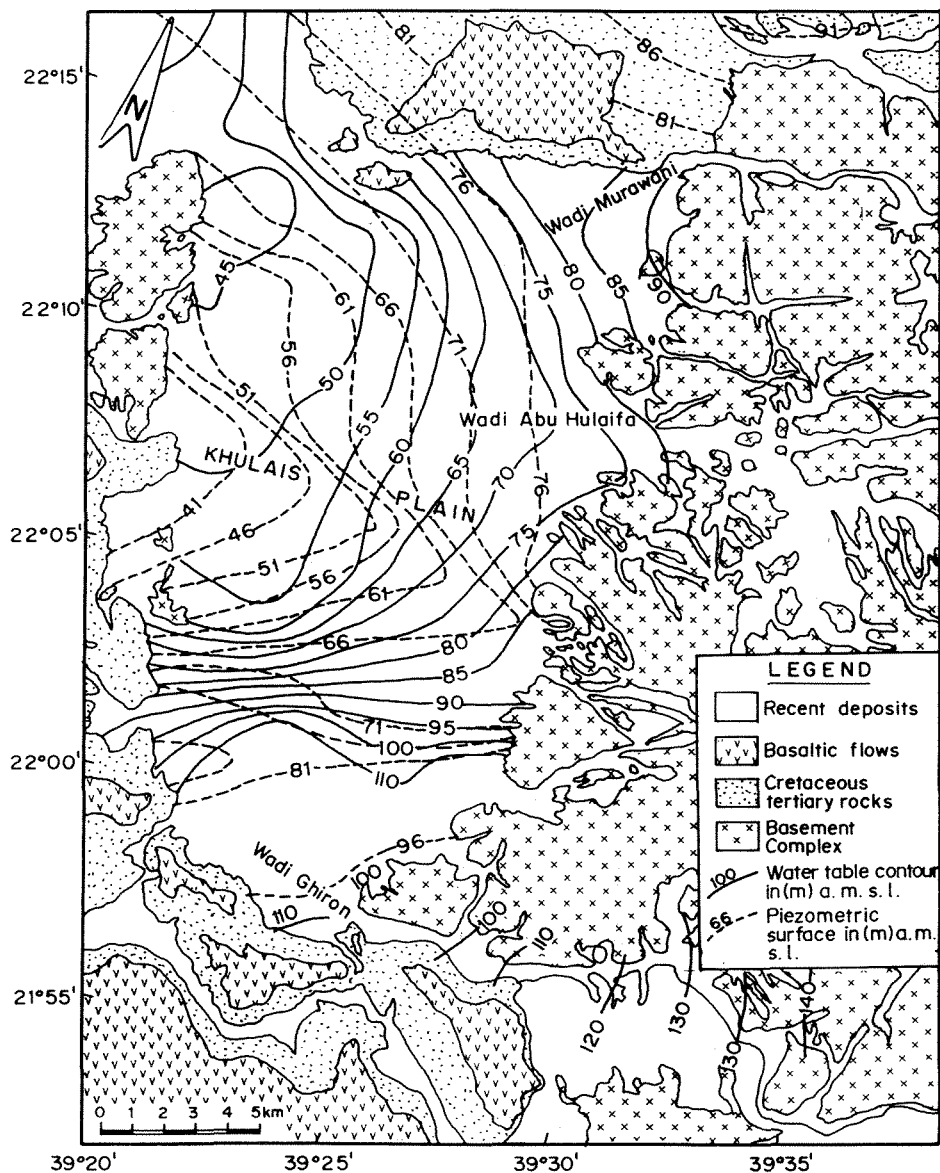 81
86
91
22°15'
N
81
76
Wadi Murawani
45
75
80
85
90
61
66
22°10'
71
56
50
51
55
Wadi Abu Hulaifa
60
65
70
KHULAIS
PLAIN
76
41
46
75
22°05'
51
56
61
66
80
85
90
71
95
100
22°00'
81
110
LEGEND
Recent deposits
Basaltic flows
Cretaceous
tertiary rocks
Basement
Complex
100
Water table contour
in (m) a. m. s. l.
66
Piezometric
surface in (m) a.m.
s. l.
Wadi Ghiron
96
100
110
100
110
21°55'
120
130
130
140
0 1 2 3 4 5km
39°20'
39°25'
39°30'
39°35'